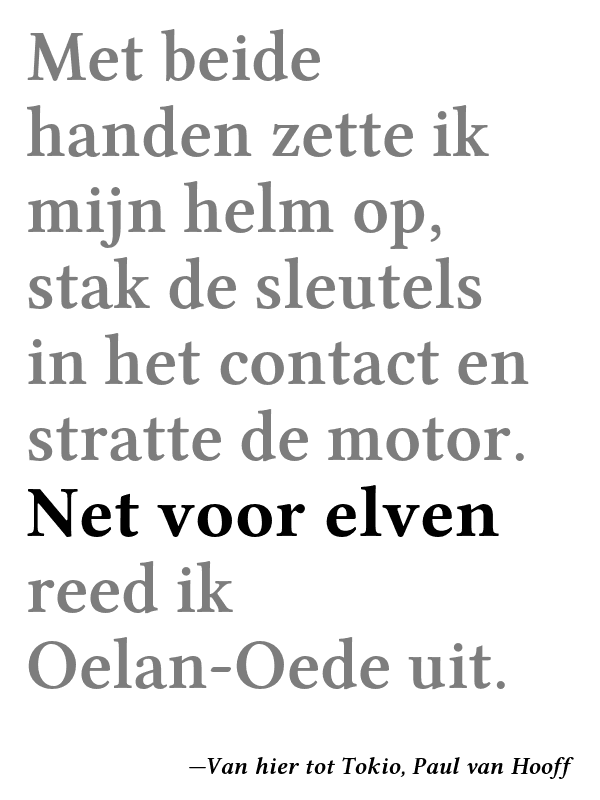 Met beide
handen zette ik
mijn helm op,
stak de sleutels
in het contact en
stratte de motor.
Net voor elven
reed ik
Oelan-Oede uit.
—Van hier tot Tokio, Paul van Hooff